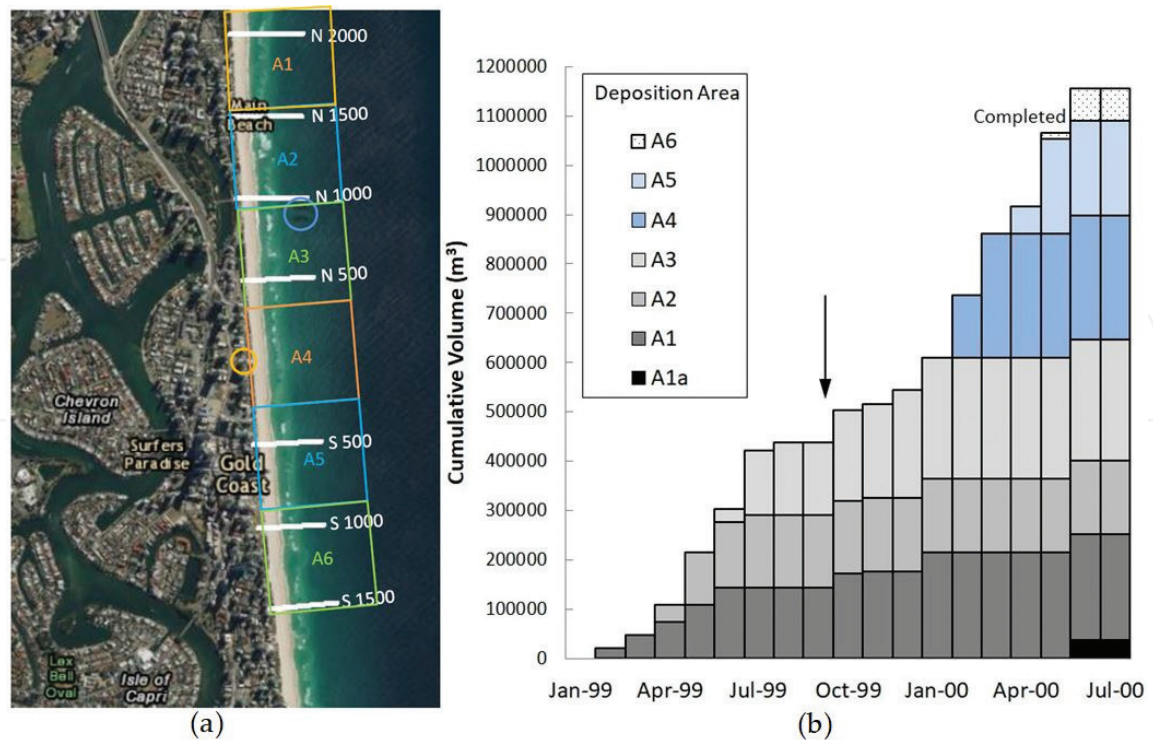 N 2000
A1
Main
Beach
N 1500
A2
N 1000
A3
N 500
A4
Chevron
Island
Surfers
Paradise
Gold
Coast
S 500
A5
S 1000
A6
S 1500
Lex
Bell
Oval
Isle of
Capri
(a)
Cumulative Volume (m³)
1200000
1100000
1000000
900000
800000
700000
600000
500000
400000
300000
200000
100000
0
Deposition Area
A6
A5
A4
A3
A2
A1
A1a
Completed
Jan-99 Apr-99 Jul-99 Oct-99 Jan-00 Apr-00 Jul-00
(b)